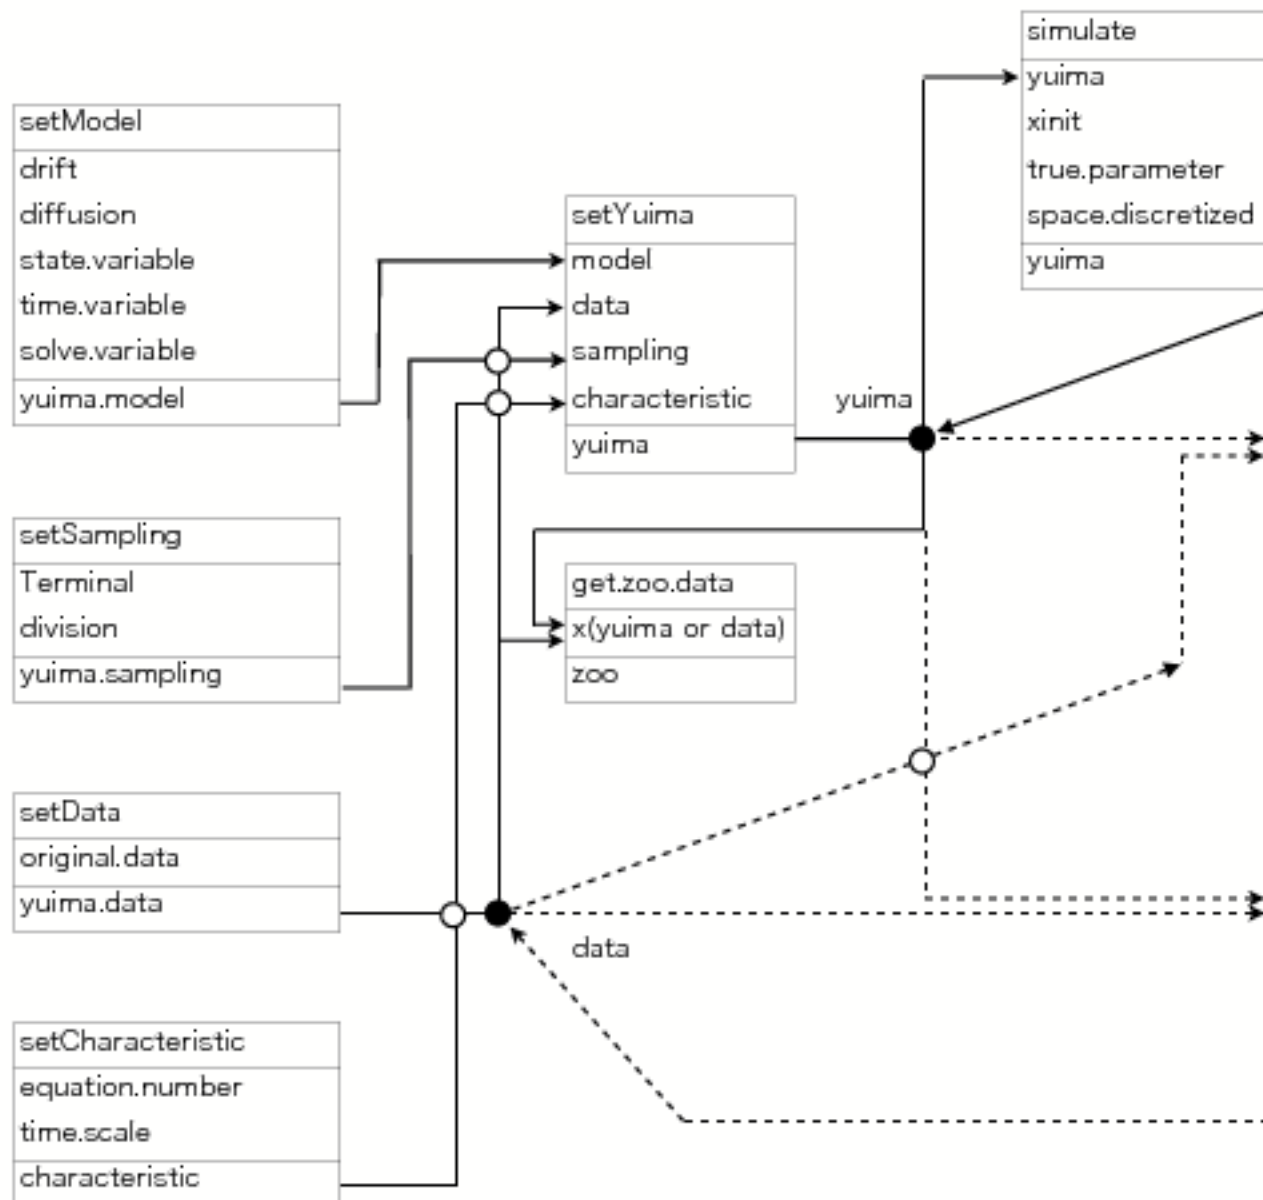 setModel
drift
diffusion
state.variable
time.variable
solve.variable
yuima.model
setSampling
Terminal
division
yuima.sampling
setData
original.data
yuima.data
setCharacteristic
equation.number
time.scale
characteristic
setYuima
model
data
sampling
characteristic
yuima
get.zoo.data
x(yuima or data)
zoo
data
yuima
simulate
yuima
xinit
true.parameter
space.discretized
yuima